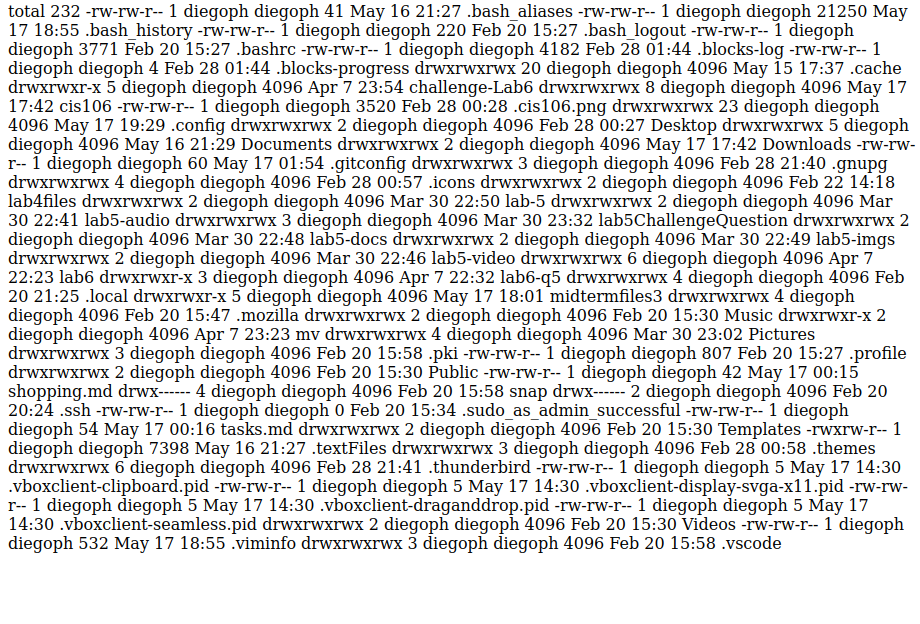 total 232 -rw-rw-r-- 1 diegoph diegoph 41 May 16 21:27 .bash_aliases -rw-rw-r-- 1 diegoph diegoph 21250 May
17 18:55 .bash_history -rw-rw-r-- 1 diegoph diegoph 220 Feb 20 15:27 .bash_logout -rw-rw-r-- 1 diegoph
diegoph 3771 Feb 20 15:27 .bashrc -rw-rw-r-- 1 diegoph diegoph 4182 Feb 28 01:44 .blocks-log -rw-rw-r-- 1
diegoph diegoph 4 Feb 28 01:44 .blocks-progress drwxrwxrwx 20 diegoph diegoph 4096 May 15 17:37 .cache
drwxrwxr-x 5 diegoph diegoph 4096 Apr 7 23:54 challenge-Lab6 drwxrwxrwx 8 diegoph diegoph 4096 May 17
17:42 cis106 -rw-rw-r-- 1 diegoph diegoph 3520 Feb 28 00:28 .cis106.png drwxrwxrwx 23 diegoph diegoph
4096 May 17 19:29 .config drwxrwxrwx 2 diegoph diegoph 4096 Feb 28 00:27 Desktop drwxrwxrwx 5 diegoph
diegoph 4096 May 16 21:29 Documents drwxrwxrwx 2 diegoph diegoph 4096 May 17 17:42 Downloads -rw-rw-
r-- 1 diegoph diegoph 60 May 17 01:54 .gitconfig drwxrwxrwx 3 diegoph diegoph 4096 Feb 28 21:40 .gnupg
drwxrwxrwx 4 diegoph diegoph 4096 Feb 28 00:57 .icons drwxrwxrwx 2 diegoph diegoph 4096 Feb 22 14:18
lab4files drwxrwxrwx 2 diegoph diegoph 4096 Mar 30 22:50 lab-5 drwxrwxrwx 2 diegoph diegoph 4096 Mar
30 22:41 lab5-audio drwxrwxrwx 3 diegoph diegoph 4096 Mar 30 23:32 lab5ChallengeQuestion drwxrwxrwx 2
diegoph diegoph 4096 Mar 30 22:48 lab5-docs drwxrwxrwx 2 diegoph diegoph 4096 Mar 30 22:49 lab5-imgs
drwxrwxrwx 2 diegoph diegoph 4096 Mar 30 22:46 lab5-video drwxrwxrwx 6 diegoph diegoph 4096 Apr 7
22:23 lab6 drwxrwxr-x 3 diegoph diegoph 4096 Apr 7 22:32 lab6-q5 drwxrwxrwx 4 diegoph diegoph 4096 Feb
20 21:25 .local drwxrwxr-x 5 diegoph diegoph 4096 May 17 18:01 midtermfiles3 drwxrwxrwx 4 diegoph
diegoph 4096 Feb 20 15:47 .mozilla drwxrwxrwx 2 diegoph diegoph 4096 Feb 20 15:30 Music drwxrwxr-x 2
diegoph diegoph 4096 Apr 7 23:23 mv drwxrwxrwx 4 diegoph diegoph 4096 Mar 30 23:02 Pictures
drwxrwxrwx 3 diegoph diegoph 4096 Feb 20 15:58 .pki -rw-rw-r-- 1 diegoph diegoph 807 Feb 20 15:27 .profile
drwxrwxrwx 2 diegoph diegoph 4096 Feb 20 15:30 Public -rw-rw-r-- 1 diegoph diegoph 42 May 17 00:15
shopping.md drwx------ 4 diegoph diegoph 4096 Feb 20 15:58 snap drwx------ 2 diegoph diegoph 4096 Feb 20
20:24 .ssh -rw-rw-r-- 1 diegoph diegoph 0 Feb 20 15:34 .sudo_as_admin_successful -rw-rw-r-- 1 diegoph
diegoph 54 May 17 00:16 tasks.md drwxrwxrwx 2 diegoph diegoph 4096 Feb 20 15:30 Templates -rwxrw-r-- 1
diegoph diegoph 7398 May 16 21:27 .textFiles drwxrwxrwx 3 diegoph diegoph 4096 Feb 28 00:58 .themes
drwxrwxrwx 6 diegoph diegoph 4096 Feb 28 21:41 .thunderbird -rw-rw-r-- 1 diegoph diegoph 5 May 17 14:30
.vboxclient-clipboard.pid -rw-rw-r-- 1 diegoph diegoph 5 May 17 14:30 .vboxclient-display-svga-x11.pid -rw-rw-
r-- 1 diegoph diegoph 5 May 17 14:30 .vboxclient-draganddrop.pid -rw-rw-r-- 1 diegoph diegoph 5 May 17
14:30 .vboxclient-seamless.pid drwxrwxrwx 2 diegoph diegoph 4096 Feb 20 15:30 Videos -rw-rw-r-- 1 diegoph
diegoph 532 May 17 18:55 .viminfo drwxrwxrwx 3 diegoph diegoph 4096 Feb 20 15:58 .vscode